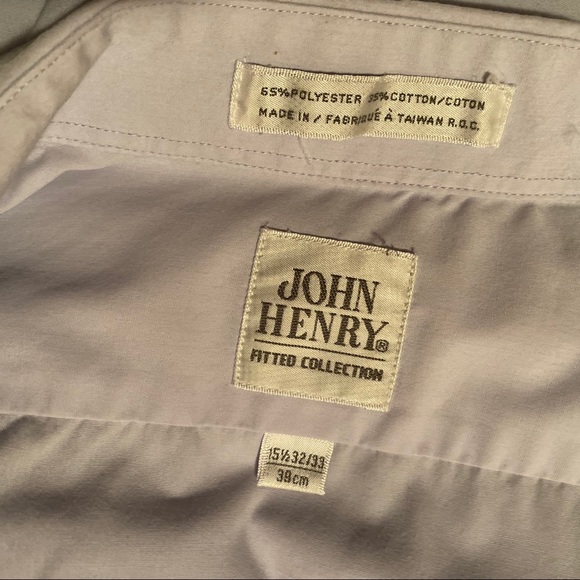 65%POLYESTER 35%COTTON/COTON
MADE IN / FABRIQUÉ À TAIWAN R.O.C.
JOHN
HENRY®
FITTED COLLECTION
15½ 32/33
39cm